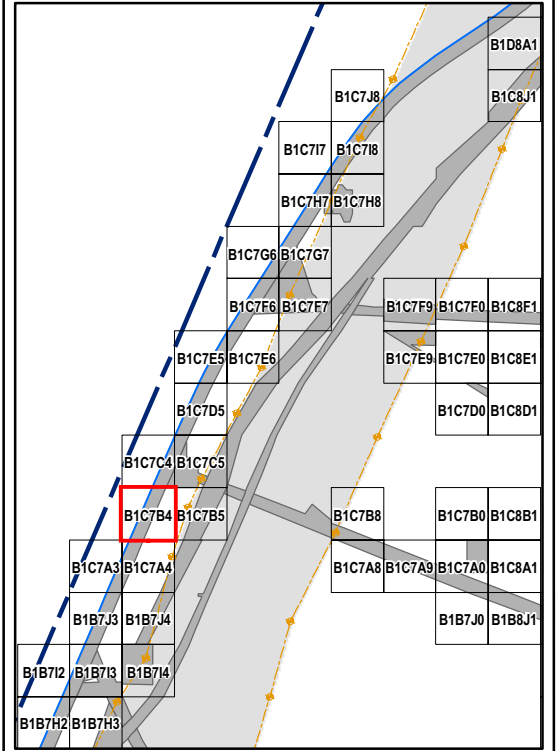 B1D8A1
B1C7J8 B1C8J1
B1C7I7 B1C7I8
B1C7H7 B1C7H8
B1C7G6 B1C7G7
B1C7F6 B1C7F7 B1C7F9 B1C7F0 B1C8F1
B1C7E5 B1C7E6 B1C7E9 B1C7E0 B1C8E1
B1C7D5 B1C7D0 B1C8D1
B1C7C4 B1C7C5
B1C7B4 B1C7B5 B1C7B8 B1C7B0 B1C8B1
B1C7A3 B1C7A4 B1C7A8 B1C7A9 B1C7A0 B1C8A1
B1B7J3 B1B7J4 B1B7J0 B1B8J1
B1B7I2 B1B7I3 B1B7I4
B1B7H2 B1B7H3